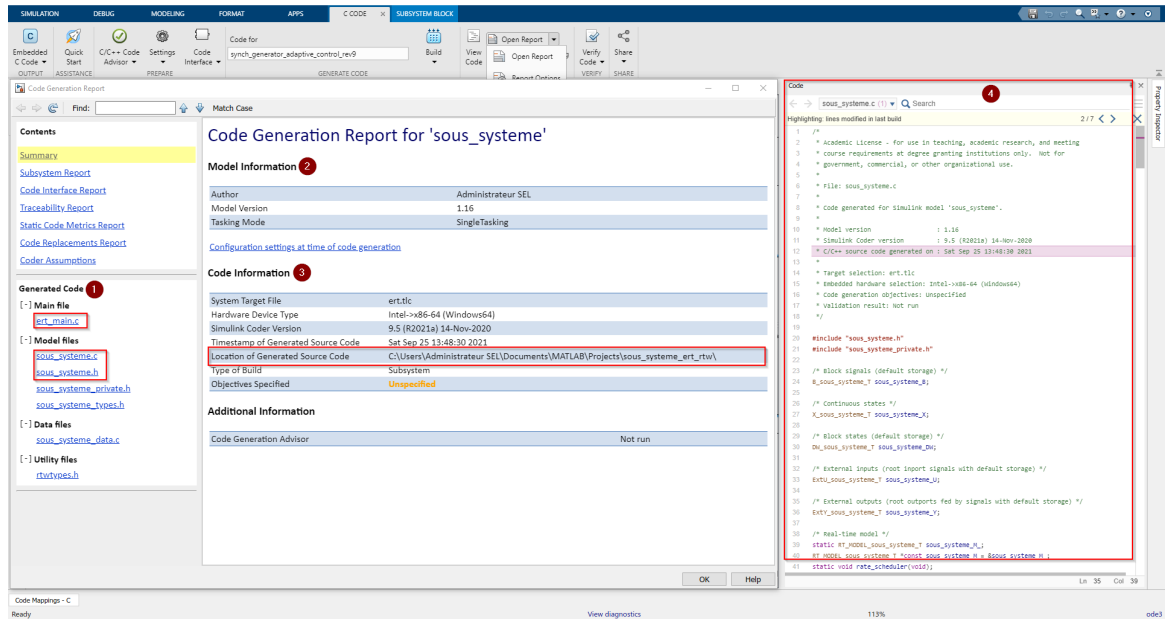 SIMULATION DEBUG MODELING FORMAT APPS C CODE × SUBSYSTEM BLOCK
Embedded C Code
Quick Start
C/C++ Code Advisor
Settings
Code Interface
Code for
synch_generator_adaptive_control_rev9
Build
View Code
Open Report
Open Report
Report Options
Verify Code
Share
OUTPUT ASSISTANCE PREPARE GENERATE CODE VERIFY SHARE
Code Generation Report
Find: Match Case
Contents
Summary
Subsystem Report
Code Interface Report
Traceability Report
Static Code Metrics Report
Code Replacements Report
Coder Assumptions
Generated Code 1
[-] Main file
ert_main.c
[-] Model files
sous_systeme.c
sous_systeme.h
sous_systeme_private.h
sous_systeme_types.h
[-] Data files
sous_systeme_data.c
[-] Utility files
rtwtypes.h
Code Generation Report for 'sous_systeme'
Model Information 2
Author Administrateur SEL
Model Version 1.16
Tasking Mode SingleTasking
Configuration settings at time of code generation
Code Information 3
System Target File ert.tlc
Hardware Device Type Intel->x86-64 (Windows64)
Simulink Coder Version 9.5 (R2021a) 14-Nov-2020
Timestamp of Generated Source Code Sat Sep 25 13:48:30 2021
Location of Generated Source Code C:\Users\Administrateur SEL\Documents\MATLAB\Projects\sous_systeme_ert_rtw\
Type of Build Subsystem
Objectives Specified Unspecified
Additional Information
Code Generation Advisor Not run
OK Help
Code
4
sous_systeme.c (1) Search
Highlighting: lines modified in last build 2/7
1 /*
2 * Academic License - for use in teaching, academic research, and meeting
3 * course requirements at degree granting institutions only. Not for
4 * government, commercial, or other organizational use.
5 *
6 * File: sous_systeme.c
7 *
8 * Code generated for Simulink model 'sous_systeme'.
9 *
10 * Model version : 1.16
11 * Simulink Coder version : 9.5 (R2021a) 14-Nov-2020
12 * C/C++ source code generated on : Sat Sep 25 13:48:30 2021
13 *
14 * Target selection: ert.tlc
15 * Embedded hardware selection: Intel->x86-64 (Windows64)
16 * Code generation objectives: Unspecified
17 * Validation result: Not run
18 */
19
20 #include "sous_systeme.h"
21 #include "sous_systeme_private.h"
22
23 /* Block signals (default storage) */
24 B_sous_systeme_T sous_systeme_B;
25
26 /* Continuous states */
27 X_sous_systeme_T sous_systeme_X;
28
29 /* Block states (default storage) */
30 DW_sous_systeme_T sous_systeme_DW;
31
32 /* External inputs (root inport signals with default storage) */
33 ExtU_sous_systeme_T sous_systeme_U;
34
35 /* External outputs (root outports fed by signals with default storage) */
36 ExtY_sous_systeme_T sous_systeme_Y;
37
38 /* Real-time model */
39 static RT_MODEL_sous_systeme_T sous_systeme_M_;
40 RT_MODEL_sous_systeme_T *const sous_systeme_M = &sous_systeme_M_;
41 static void rate_scheduler(void);
Ln 35 Col 39
Property Inspector
Code Mappings - C
Ready View diagnostics 113% ode3